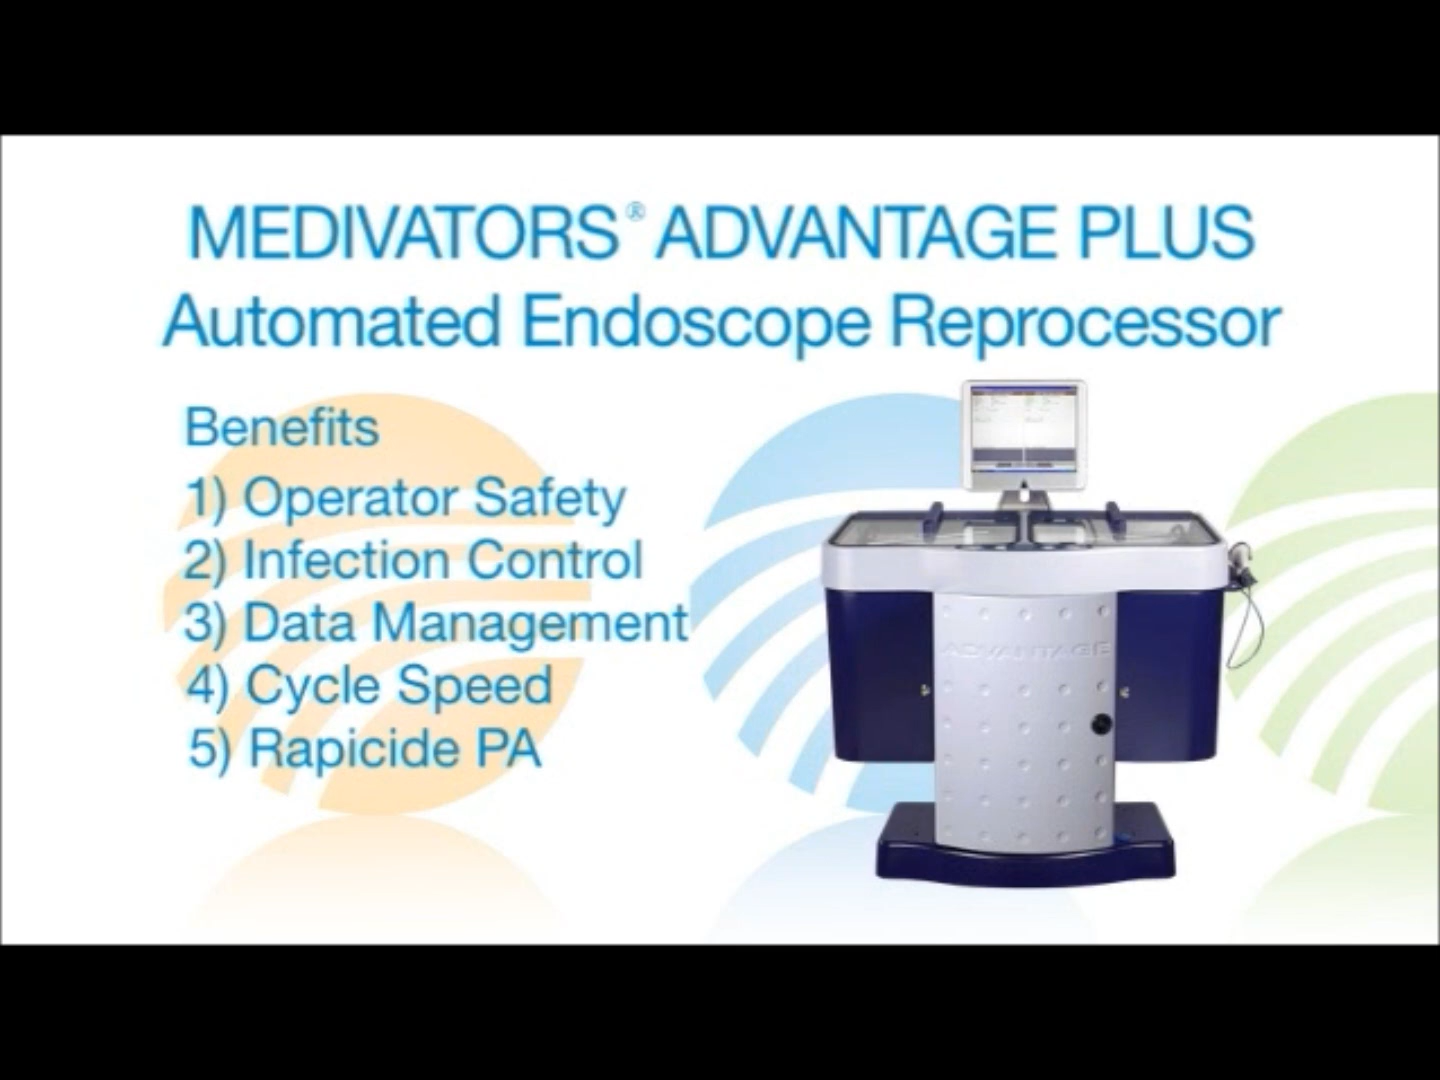 MEDIVATORS® ADVANTAGE PLUS
Automated Endoscope Reprocessor
Benefits
1) Operator Safety
2) Infection Control
3) Data Management
4) Cycle Speed
5) Rapicide PA
ADVANTAGE